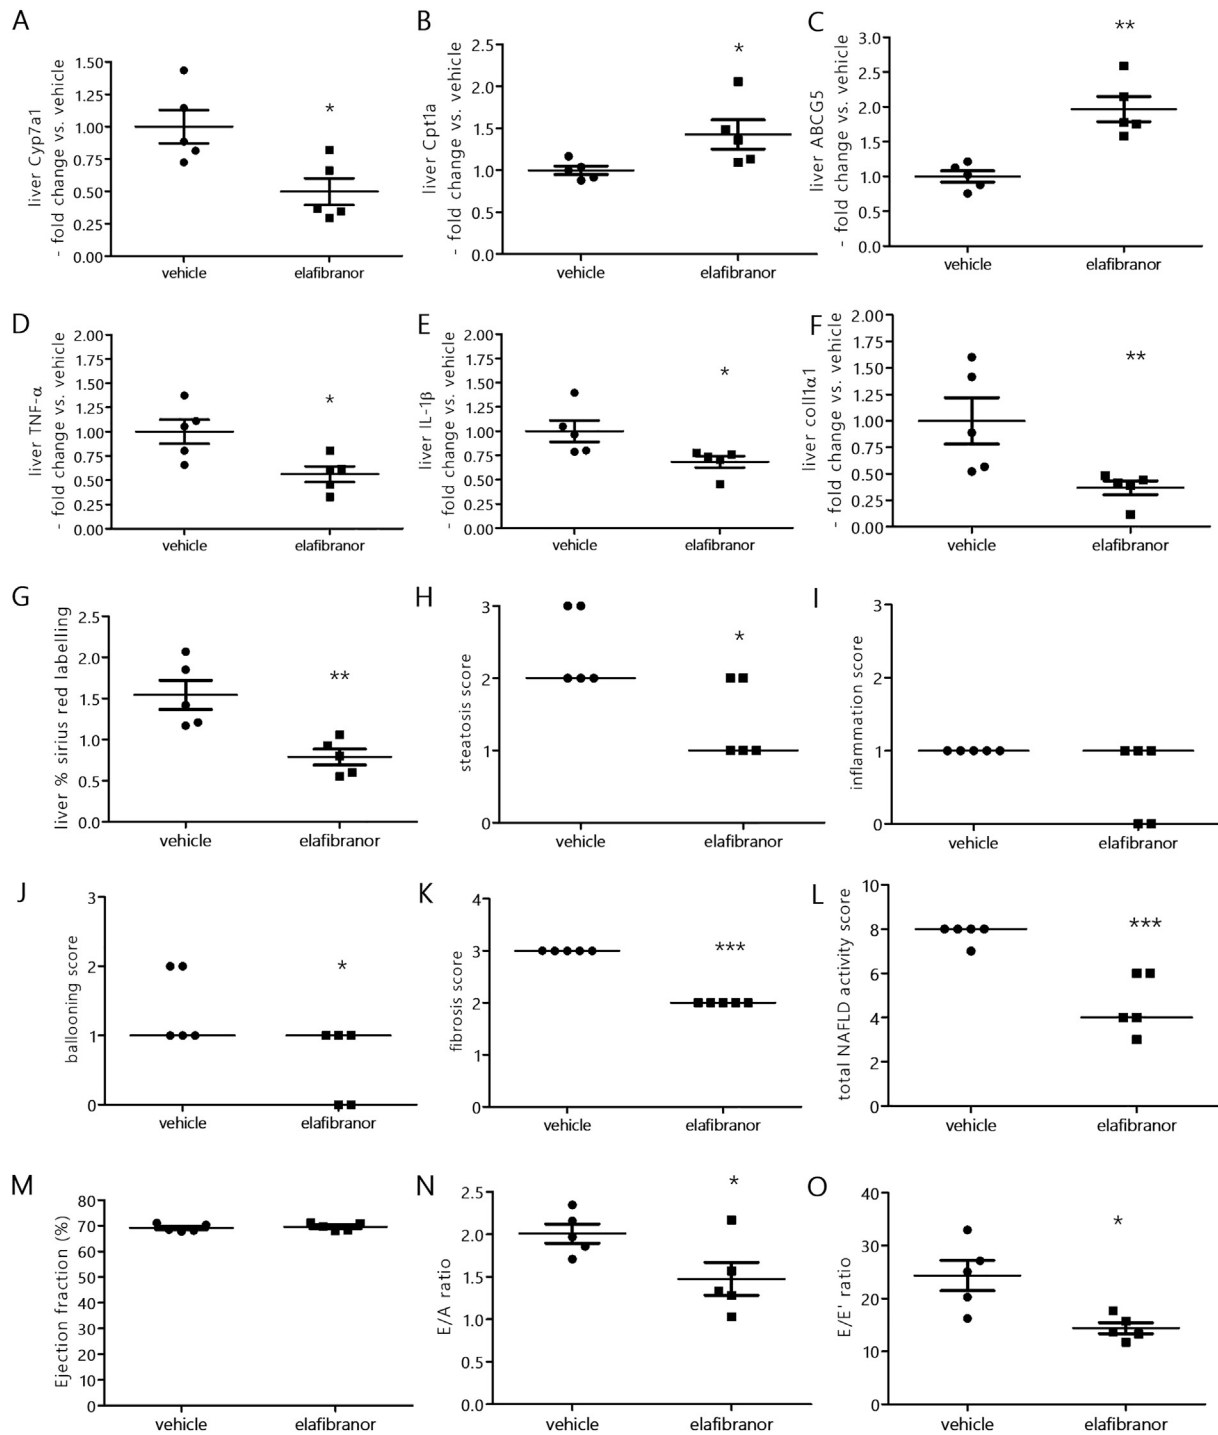 A
liver Cyp7a1
- fold change vs. vehicle
1.50
1.25
1.00
0.75
0.50
0.25
0.00
*
vehicle
elafibranor
B
liver Cpt1a
- fold change vs. vehicle
2.5
2.0
1.5
1.0
0.5
0.0
*
vehicle
elafibranor
C
liver ABCG5
- fold change vs. vehicle
3.0
2.5
2.0
1.5
1.0
0.5
0.0
**
vehicle
elafibranor
D
liver TNF-α
- fold change vs. vehicle
2.00
1.75
1.50
1.25
1.00
0.75
0.50
0.25
0.00
*
vehicle
elafibranor
E
liver IL-1β
- fold change vs. vehicle
2.00
1.75
1.50
1.25
1.00
0.75
0.50
0.25
0.00
*
vehicle
elafibranor
F
liver coll1α1
- fold change vs. vehicle
2.00
1.75
1.50
1.25
1.00
0.75
0.50
0.25
0.00
**
vehicle
elafibranor
G
liver % sirius red labelling
2.5
2.0
1.5
1.0
0.5
0.0
**
vehicle
elafibranor
H
steatosis score
3
2
1
0
*
vehicle
elafibranor
I
inflammation score
3
2
1
0
vehicle
elafibranor
J
ballooning score
3
2
1
0
*
vehicle
elafibranor
K
fibrosis score
4
3
2
1
0
***
vehicle
elafibranor
L
total NAFLD activity score
10
8
6
4
2
0
***
vehicle
elafibranor
M
Ejection fraction (%)
80
70
60
50
40
30
20
10
0
vehicle
elafibranor
N
E/A ratio
2.5
2.0
1.5
1.0
0.5
0.0
*
vehicle
elafibranor
O
E/E' ratio
40
30
20
10
0
*
vehicle
elafibranor